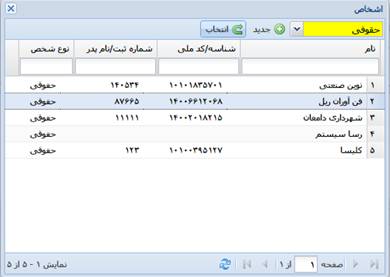 اشخاص
حقوقی جدید انتخاب
نام شناسه/کد ملی شماره ثبت/نام پدر نوع شخص
۱ نوین صنعتی ۱۰۱۰۱۸۳۵۷۰۱ ۱۴۰۵۳۴ حقوقی
۲ فن آوران ریل ۱۴۰۰۶۶۱۲۰۶۸ ۸۷۶۶۵ حقوقی
۳ شهرداری دامغان ۱۴۰۰۲۰۱۸۲۱۵ ۱۱۱۱۱ حقوقی
۴ رسا سیستم حقوقی
۵ کلیسا ۱۰۱۰۰۳۹۵۱۲۷ ۱۲۳ حقوقی
صفحه ۱ از ۱ نمایش ۱ - ۵ از ۵